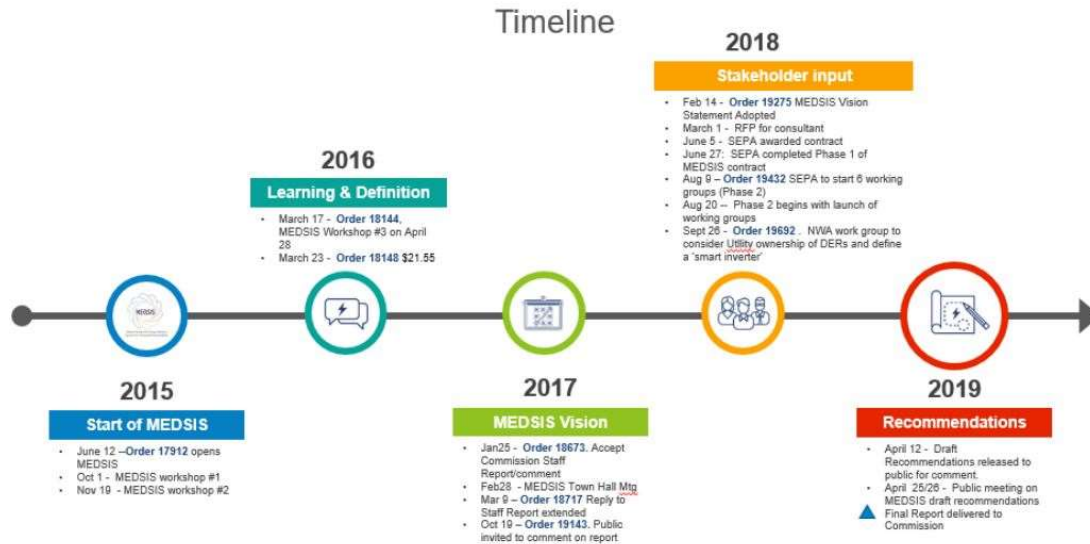 Timeline
2018
Stakeholder input
• Feb 14 - Order 19275 MEDSIS Vision
Statement Adopted
• March 1 - RFP for consultant
• June 5 - SEPA awarded contract
• June 27: SEPA completed Phase 1 of
MEDSIS contract
• Aug 9 – Order 19432 SEPA to start 6 working
groups (Phase 2)
• Aug 20 -- Phase 2 begins with launch of
working groups
• Sept 26 - Order 19692 . NWA work group to
consider Utility ownership of DERs and define
a 'smart inverter'
2016
Learning & Definition
• March 17 - Order 18144,
MEDSIS Workshop #3 on April
28
• March 23 - Order 18148 $21.55
MEDSIS
2015
Start of MEDSIS
• June 12 –Order 17912 opens
MEDSIS
• Oct 1 - MEDSIS workshop #1
• Nov 19 - MEDSIS workshop #2
2017
MEDSIS Vision
• Jan25 - Order 18673. Accept
Commission Staff
Report/comment
• Feb28 - MEDSIS Town Hall Mtg
• Mar 9 – Order 18717 Reply to
Staff Report extended
• Oct 19 – Order 19143. Public
invited to comment on report
2019
Recommendations
• April 12 - Draft
Recommendations released to
public for comment.
• April 25/26 - Public meeting on
MEDSIS draft recommendations
Final Report delivered to
Commission